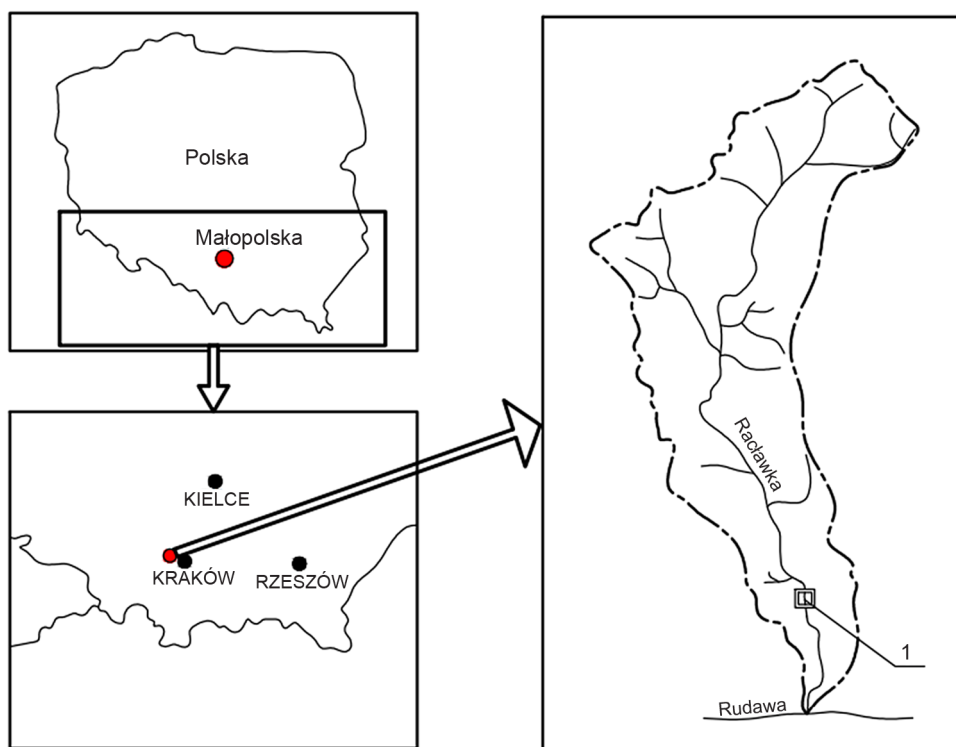 Polska
Małopolska
KIELCE
KRAKÓW
RZESZÓW
Racławka
1
Rudawa